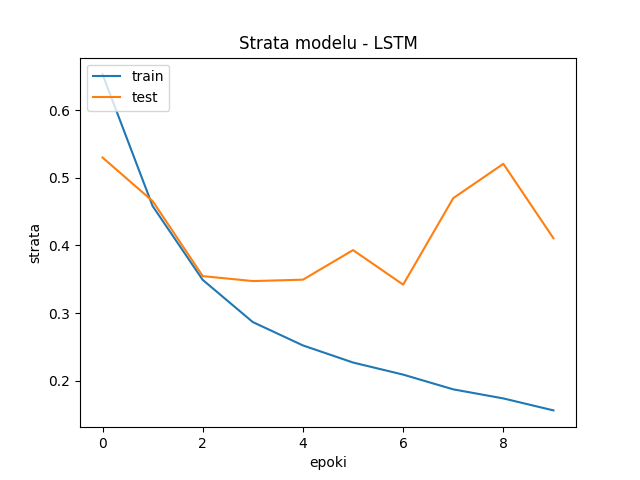 Strata modelu - LSTM
train
test
0.6
0.5
0.4
0.3
0.2
strata
0 2 4 6 8
epoki